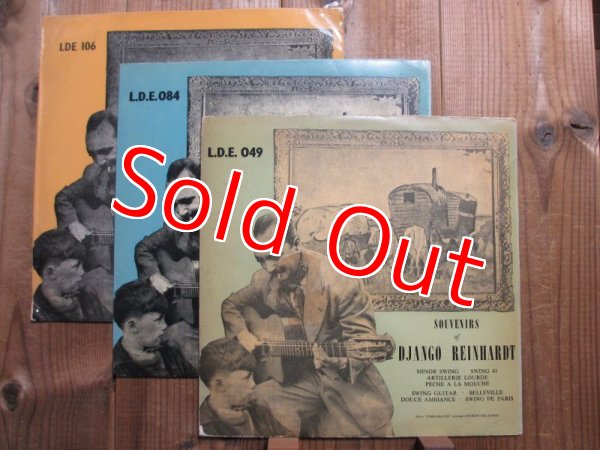 LDE 106
L.D.E. 084
L.D.E. 049
Sold Out
SOUVENIRS
of
DJANGO REINHARDT
MINOR SWING · SWING 41
ARTILLERIE LOURDE
PECHE A LA MOUCHE
SWING GUITAR · BELLEVILLE
DOUCE AMBIANCE · SWING DE PARIS